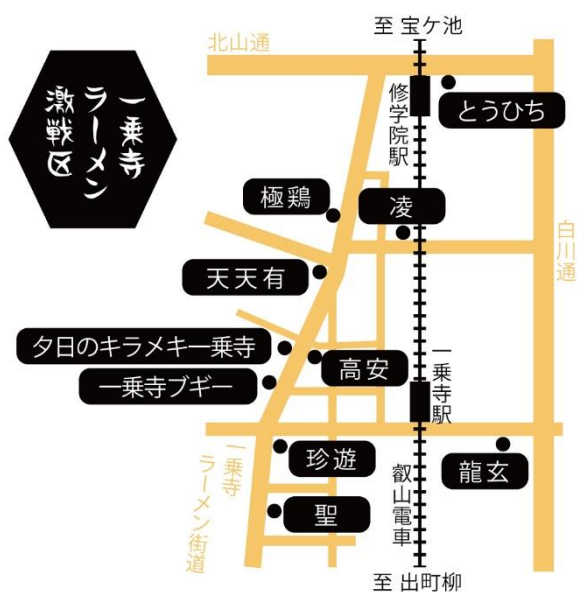 至 宝ケ池
北山通
一乗寺
ラーメン
激戦区
修学院駅
とうひち
極鶏
凌
白川通
天天有
夕日のキラメキ一乗寺
高安
一乗寺ブギー
一乗寺駅
珍遊
龍玄
一乗寺
ラーメン街道
叡山電車
聖
至 出町柳